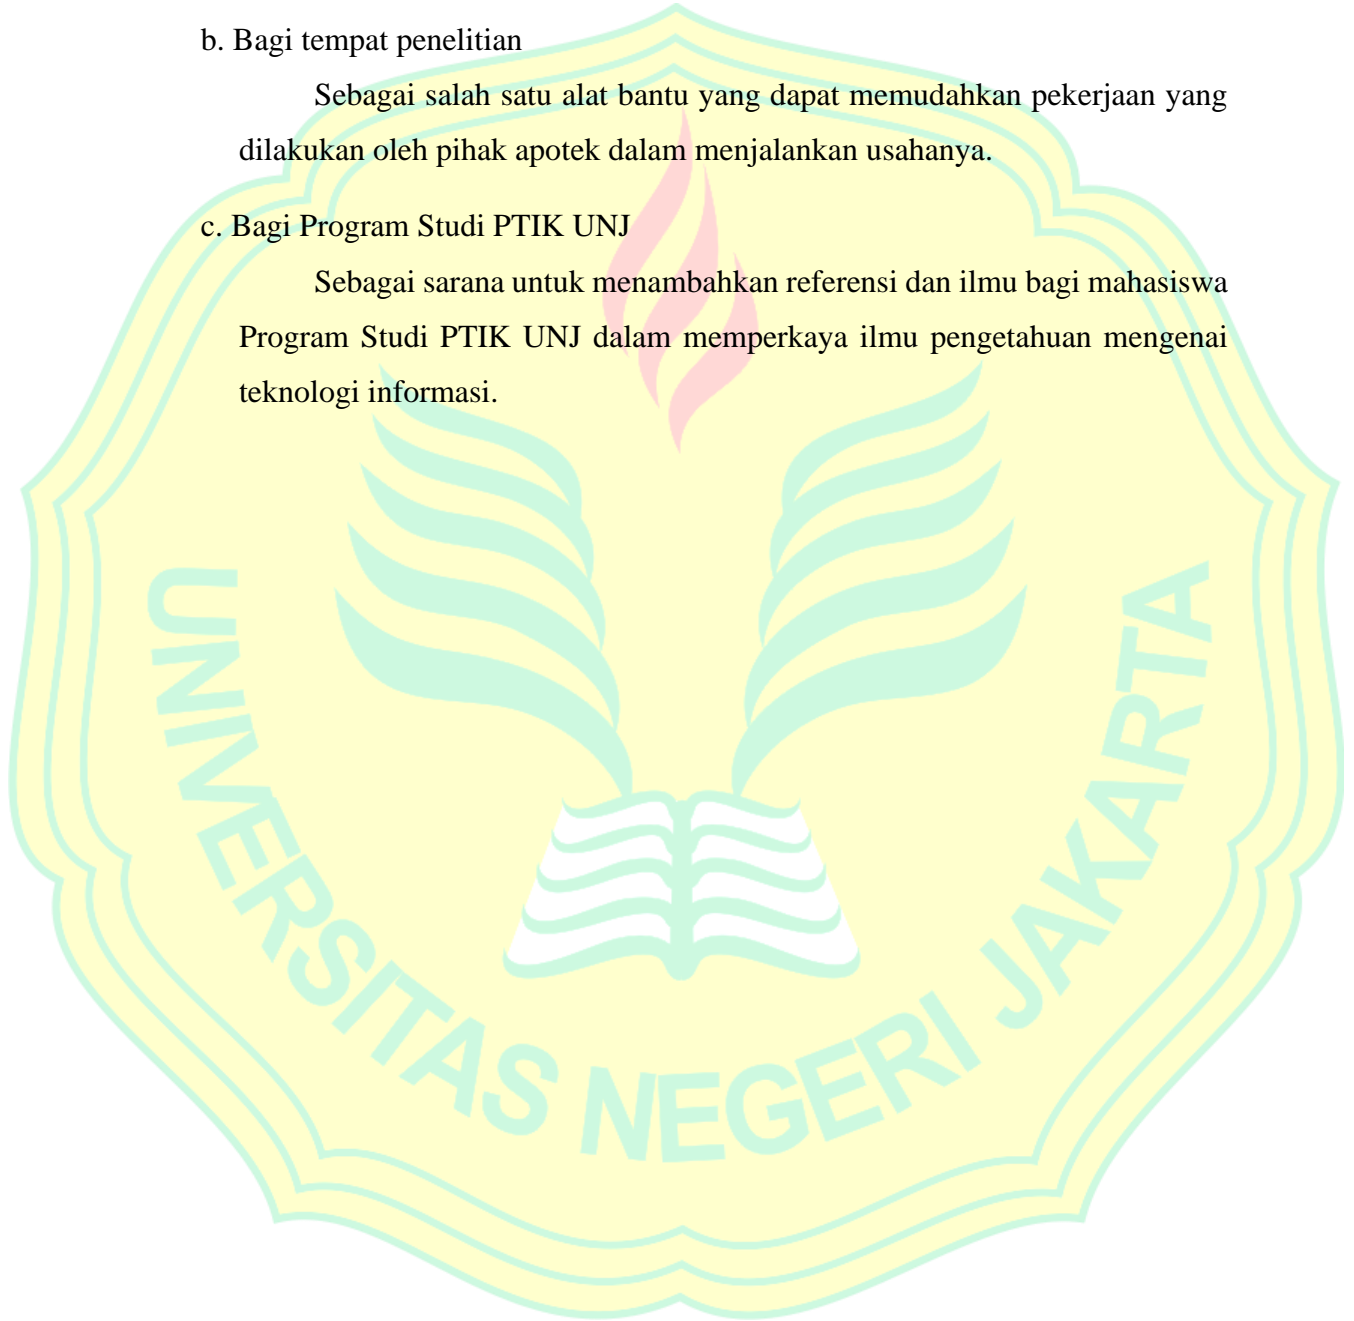 b. Bagi tempat penelitian
Sebagai salah satu alat bantu yang dapat memudahkan pekerjaan yang
dilakukan oleh pihak apotek dalam menjalankan usahanya.
c. Bagi Program Studi PTIK UNJ
Sebagai sarana untuk menambahkan referensi dan ilmu bagi mahasiswa
Program Studi PTIK UNJ dalam memperkaya ilmu pengetahuan mengenai
teknologi informasi.
UNIVERSITAS NEGERI JAKARTA